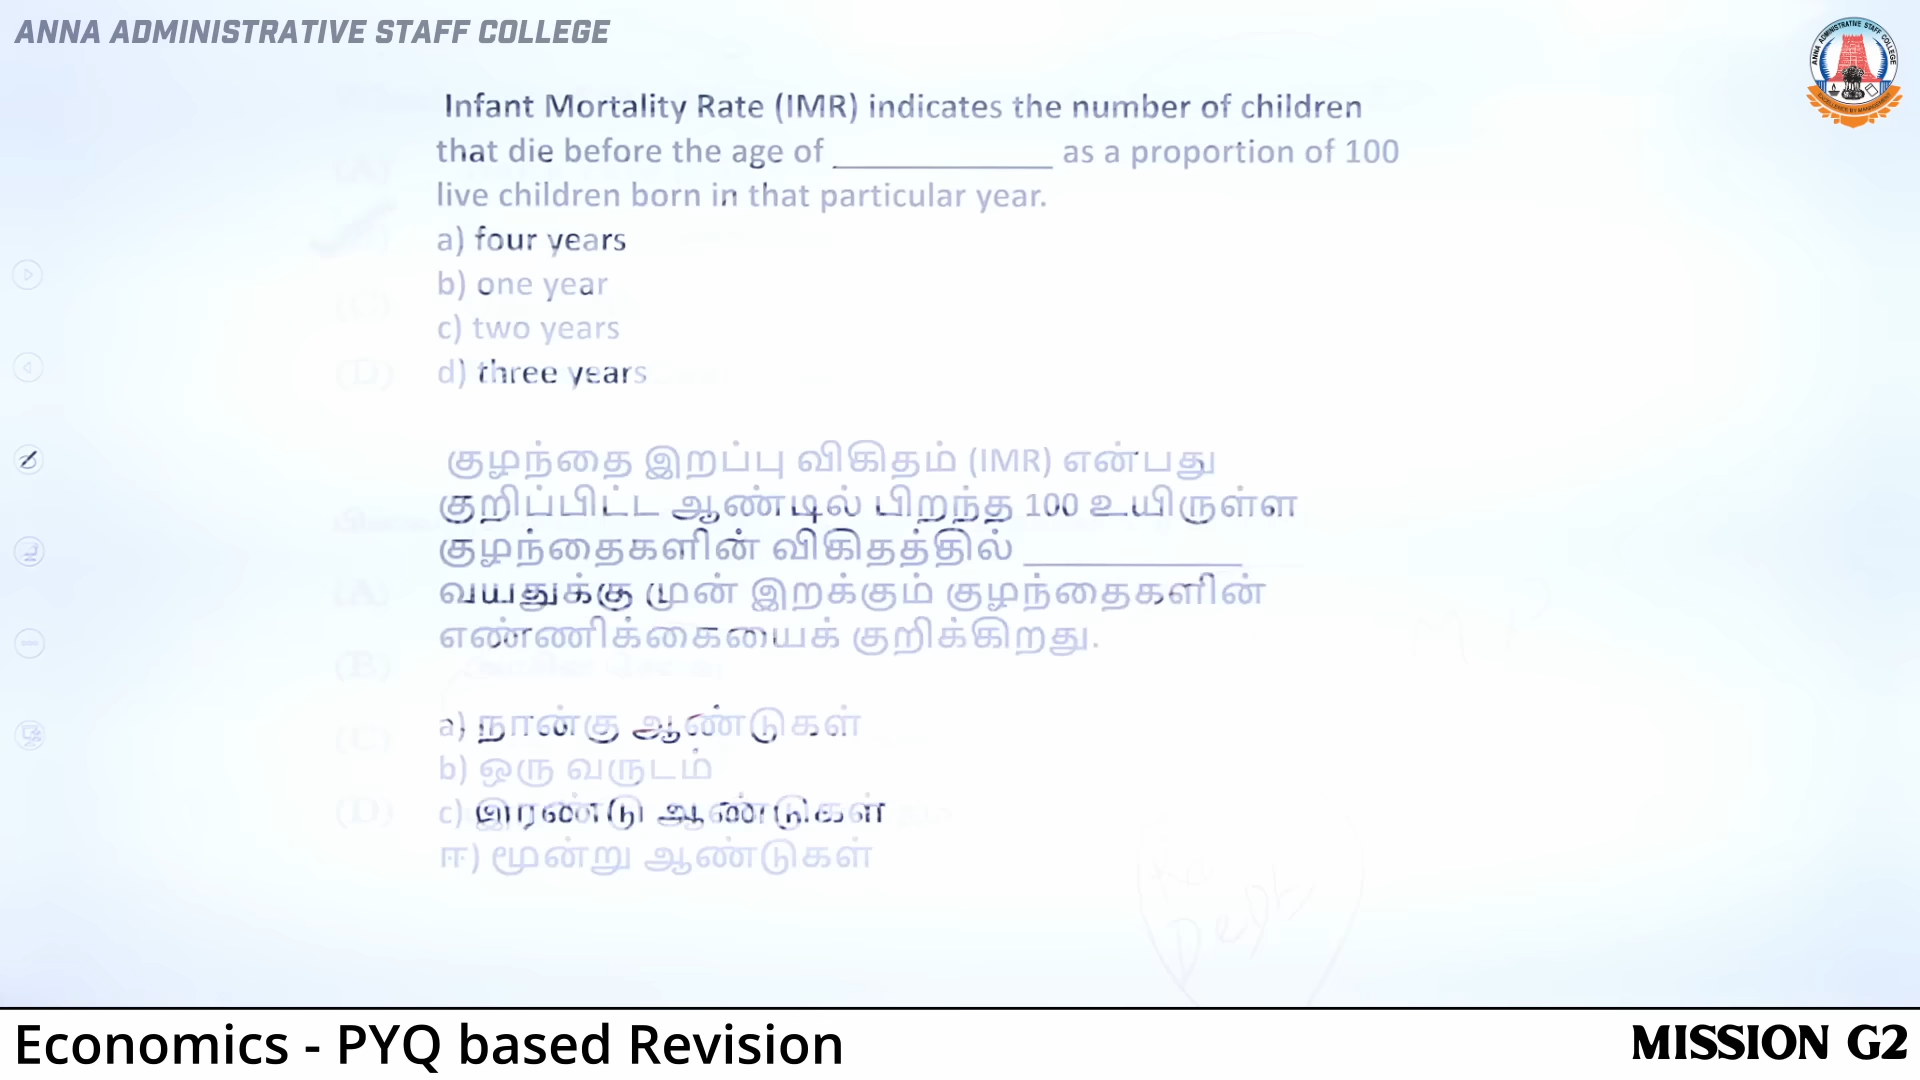 ANNA ADMINISTRATIVE STAFF COLLEGE
Infant Mortality Rate (IMR) indicates the number of children
that die before the age of ____________ as a proportion of 100
live children born in that particular year.
a) four years
b) one year
c) two years
d) three years
குழந்தை இறப்பு விகிதம் (IMR) என்பது
குறிப்பிட்ட ஆண்டில் பிறந்த 100 உயிருள்ள
குழந்தைகளின் விகிதத்தில் ____________
வயதுக்கு முன் இறக்கும் குழந்தைகளின்
எண்ணிக்கையைக் குறிக்கிறது.
a) நான்கு ஆண்டுகள்
b) ஒரு வருடம்
c) இரண்டு ஆண்டுகள்
ஈ) மூன்று ஆண்டுகள்
Economics - PYQ based Revision
MISSION G2